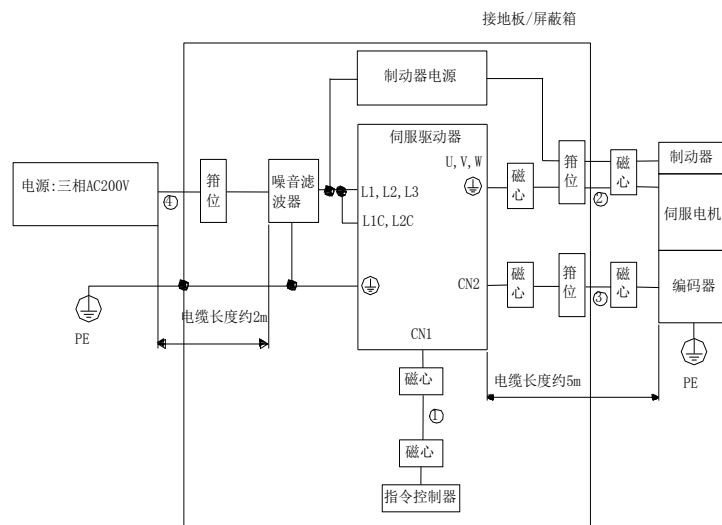 接地板/屏蔽箱
制动器电源
伺服驱动器
U,V,W
电源:三相AC200V
箝位
噪音滤
波器
L1,L2,L3
L1C,L2C
磁心
箝位
磁心
制动器
伺服电机
④
②
CN2
磁心
箝位
磁心
编码器
③
PE
电缆长度约2m
CN1
磁心
①
电缆长度约5m
PE
磁心
指令控制器